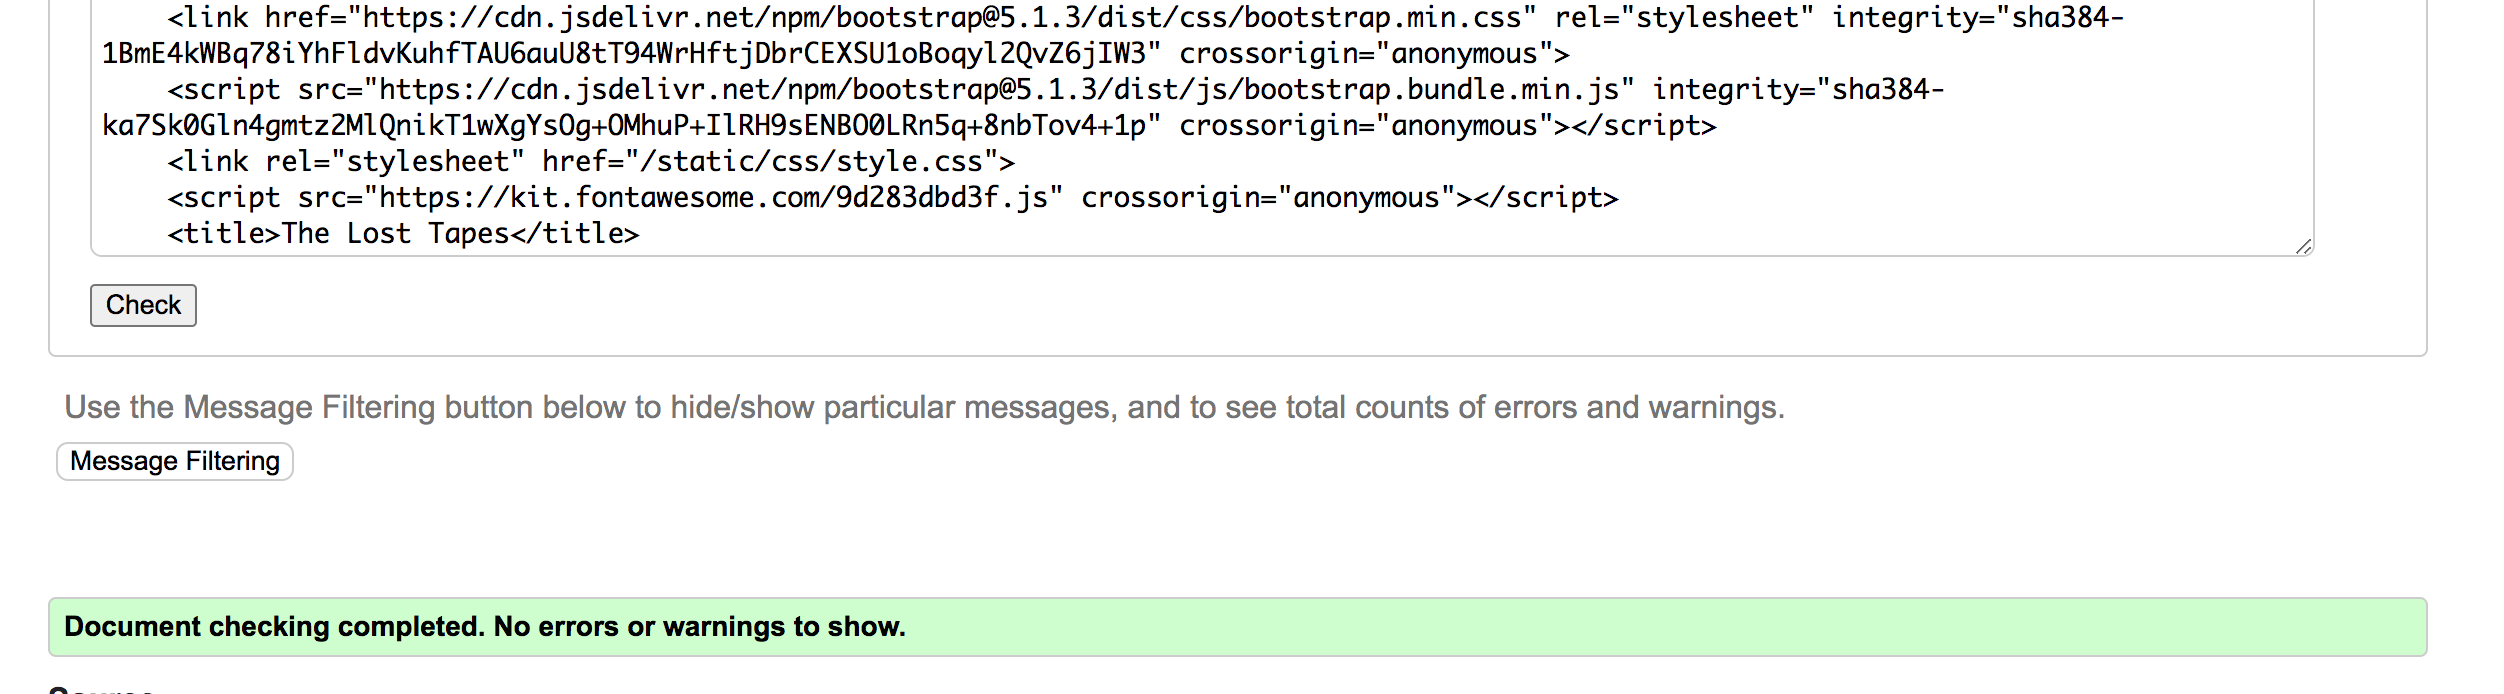 <link href="https://cdn.jsdelivr.net/npm/bootstrap@5.1.3/dist/css/bootstrap.min.css" rel="stylesheet" integrity="sha384-
1BmE4kWBq78iYhFldvKuhfTAU6auU8tT94WrHftjDbrCEXSU1oBoqyl2QvZ6jIW3" crossorigin="anonymous">
<script src="https://cdn.jsdelivr.net/npm/bootstrap@5.1.3/dist/js/bootstrap.bundle.min.js" integrity="sha384-
ka7Sk0Gln4gmtz2MlQnikT1wXgYsOg+OMhuP+IlRH9sENBO0LRn5q+8nbTov4+1p" crossorigin="anonymous"></script>
<link rel="stylesheet" href="/static/css/style.css">
<script src="https://kit.fontawesome.com/9d283dbd3f.js" crossorigin="anonymous"></script>
<title>The Lost Tapes</title>
Check
Use the Message Filtering button below to hide/show particular messages, and to see total counts of errors and warnings.
Message Filtering
Document checking completed. No errors or warnings to show.